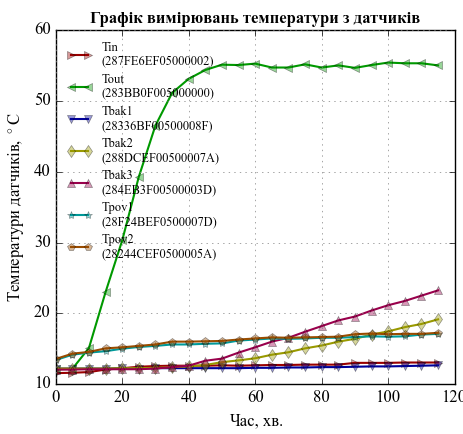 Графік вимірювань температури з датчиків
60
50
40
30
20
10
Температури датчиків, ° C
Tin
(287FE6EF05000002)
Tout
(283BB0F005000000)
Tbak1
(28336BF00500008F)
Tbak2
(288DCEF00500007A)
Tbak3
(284EB3F00500003D)
Tpov1
(28F24BEF0500007D)
Tpov2
(28244CEF0500005A)
0 20 40 60 80 100 120
Час, хв.